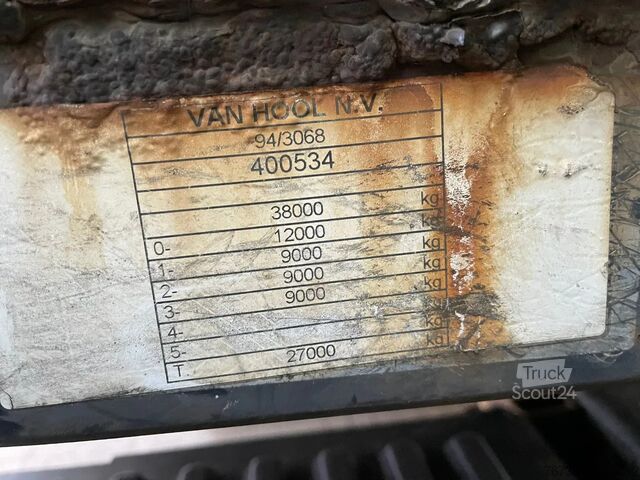 VAN HOOL N.V.
94/3068
400534
38000 kg
0- 12000 kg
1- 9000 kg
2- 9000 kg
3- 9000 kg
4- kg
5- kg
T. 27000 kg
Truck
Scout24